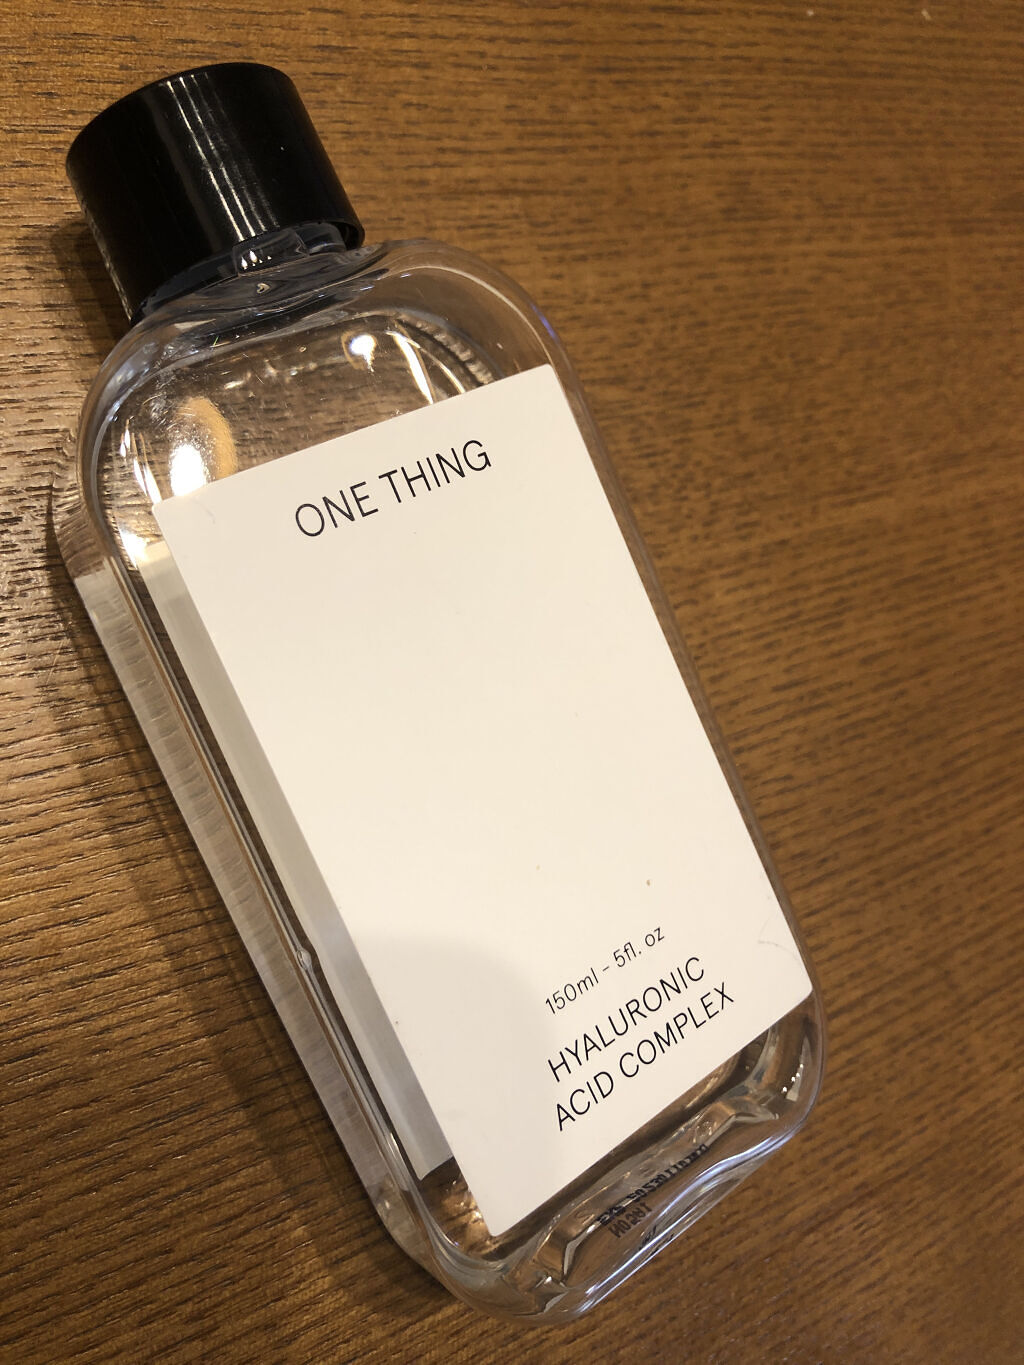 ONE THING
150ml - 5fl. oz
HYALURONIC
ACID COMPLEX